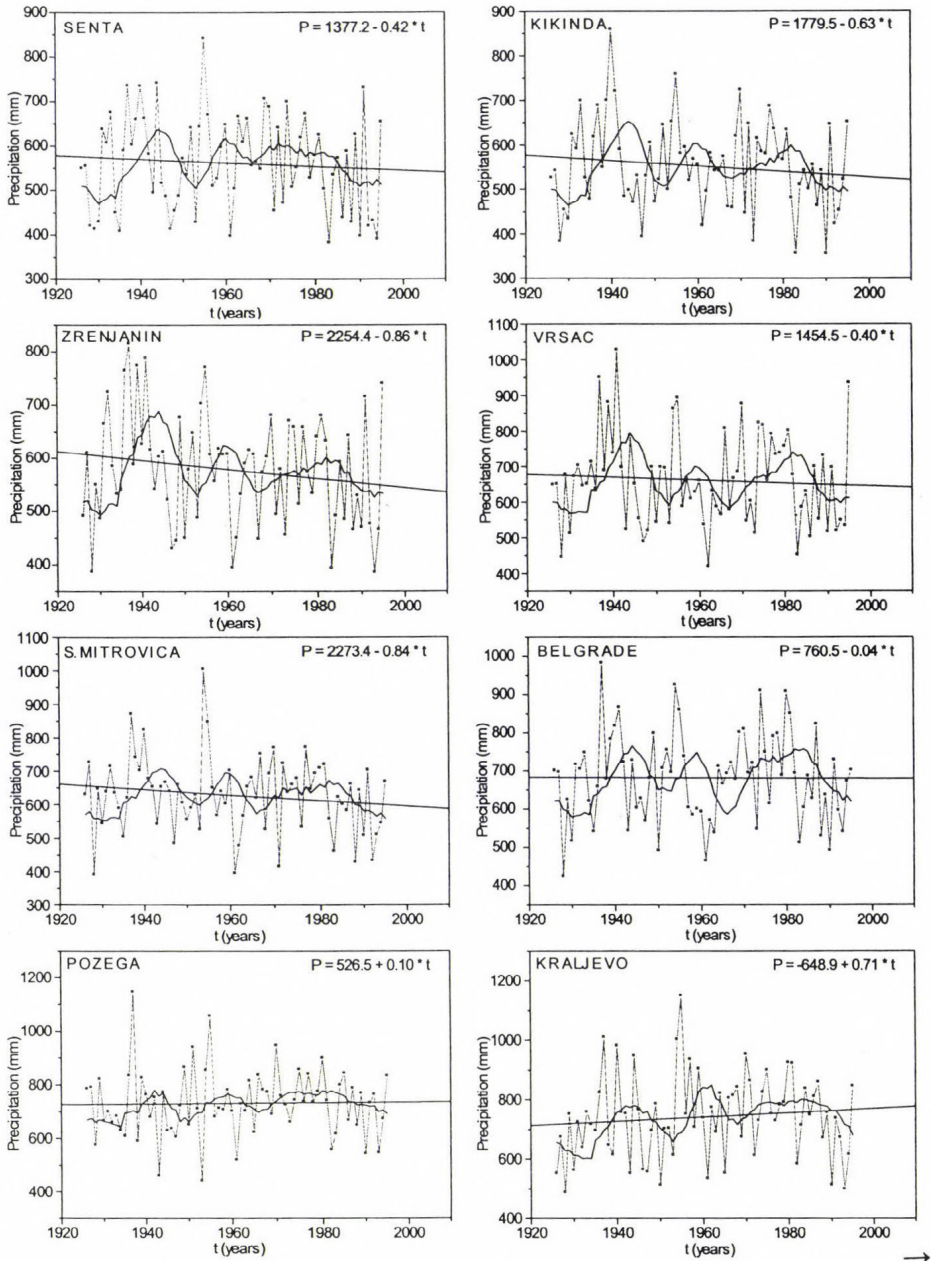 SENTA
P = 1377.2 - 0.42 * t
Precipitation (mm)
900
800
700
600
500
400
300
1920
1940
1960
1980
2000
t (years)
KIKINDA
P = 1779.5 - 0.63 * t
Precipitation (mm)
900
800
700
600
500
400
300
1920
1940
1960
1980
2000
t (years)
ZRENJANIN
P = 2254.4 - 0.86 * t
Precipitation (mm)
800
700
600
500
400
1920
1940
1960
1980
2000
t (years)
VRSAC
P = 1454.5 - 0.40 * t
Precipitation (mm)
1100
1000
900
800
700
600
500
400
1920
1940
1960
1980
2000
t (years)
S.MITROVICA
P = 2273.4 - 0.84 * t
Precipitation (mm)
1100
1000
900
800
700
600
500
400
300
1920
1940
1960
1980
2000
t (years)
BELGRADE
P = 760.5 - 0.04 * t
Precipitation (mm)
1000
900
800
700
600
500
400
1920
1940
1960
1980
2000
t (years)
POZEGA
P = 526.5 + 0.10 * t
Precipitation (mm)
1200
1000
800
600
400
1920
1940
1960
1980
2000
t (years)
KRALJEVO
P = -648.9 + 0.71 * t
Precipitation (mm)
1200
1000
800
600
400
1920
1940
1960
1980
2000
t (years)
→